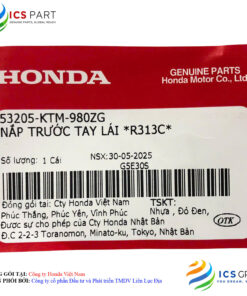 ICS PART
HONDA
GENUINE PARTS
Honda Motor Co., Ltd.
53205-KTM-980ZG
NẮP TRƯỚC TAY LÁI *R313C*
Số lượng: 1 Cái
NSX:30-05-2025
G5E30S
Đóng gói tại: Cty Honda Việt Nam
TSKT:
Phúc Thắng, Phúc Yên, Vĩnh Phúc
Nhựa , Đỏ Đen,
Được sự cho phép của Cty Honda Nhật Bản
Đ.C 2-2-3 Toranomon, Minato-ku, Tokyo, Nhật Bản
OTK
ICS
GÓI TẠI: Công ty Honda Việt Nam
PHỐI BỞI: Công ty cổ phần Đầu tư và Phát triển TMDV Liên Lục Địa